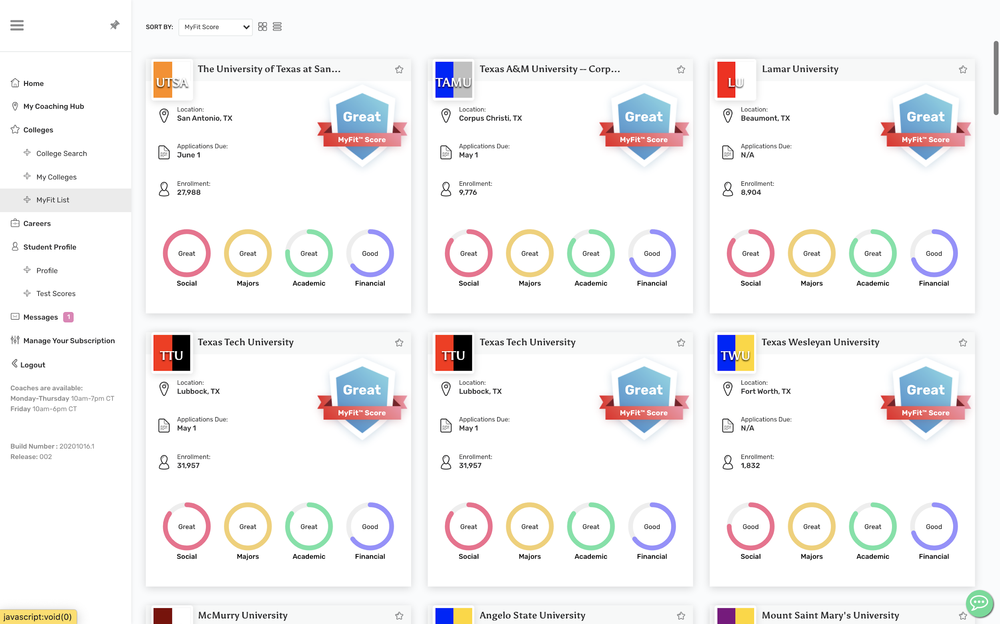 SORT BY: MyFit Score
Home
My Coaching Hub
Colleges
College Search
My Colleges
MyFit List
Careers
Student Profile
Profile
Test Scores
Messages 1
Manage Your Subscription
Logout
Coaches are available:
Monday-Thursday 10am-7pm CT
Friday 10am-6pm CT
Build Number : 20201016.1
Release: 002
javascript:void(0)
UTSA
The University of Texas at San...
Location:
San Antonio, TX
Applications Due:
June 1
Enrollment:
27,988
Great
MyFit™ Score
Great Great Great Good
Social Majors Academic Financial
TAMU
Texas A&M University -- Corp...
Location:
Corpus Christi, TX
Applications Due:
May 1
Enrollment:
9,776
Great
MyFit™ Score
Great Great Great Good
Social Majors Academic Financial
LU
Lamar University
Location:
Beaumont, TX
Applications Due:
N/A
Enrollment:
8,904
Great
MyFit™ Score
Great Great Great Good
Social Majors Academic Financial
TTU
Texas Tech University
Location:
Lubbock, TX
Applications Due:
May 1
Enrollment:
31,957
Great
MyFit™ Score
Great Great Great Good
Social Majors Academic Financial
TTU
Texas Tech University
Location:
Lubbock, TX
Applications Due:
May 1
Enrollment:
31,957
Great
MyFit™ Score
Great Great Great Good
Social Majors Academic Financial
TWU
Texas Wesleyan University
Location:
Fort Worth, TX
Applications Due:
N/A
Enrollment:
1,832
Great
MyFit™ Score
Good Great Great Good
Social Majors Academic Financial
McMurry University
Angelo State University
Mount Saint Mary's University